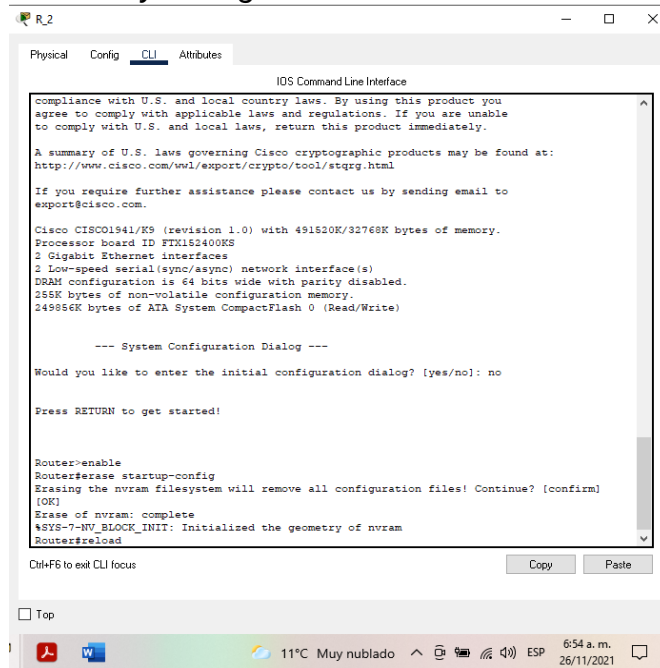 R_2
Physical Config CLI Attributes
IOS Command Line Interface
compliance with U.S. and local country laws. By using this product you
agree to comply with applicable laws and regulations. If you are unable
to comply with U.S. and local laws, return this product immediately.
A summary of U.S. laws governing Cisco cryptographic products may be found at:
http://www.cisco.com/wwl/export/crypto/tool/stqrg.html
If you require further assistance please contact us by sending email to
export@cisco.com.
Cisco CISCO1941/K9 (revision 1.0) with 491520K/32768K bytes of memory.
Processor board ID FTX152400KS
2 Gigabit Ethernet interfaces
2 Low-speed serial(sync/async) network interface(s)
DRAM configuration is 64 bits wide with parity disabled.
255K bytes of non-volatile configuration memory.
249856K bytes of ATA System CompactFlash 0 (Read/Write)
--- System Configuration Dialog ---
Would you like to enter the initial configuration dialog? [yes/no]: no
Press RETURN to get started!
Router>enable
Router#erase startup-config
Erasing the nvram filesystem will remove all configuration files! Continue? [confirm]
[OK]
Erase of nvram: complete
%SYS-7-NV_BLOCK_INIT: Initialized the geometry of nvram
Router#reload
Ctrl+F6 to exit CLI focus
Copy Paste
Top
11°C Muy nublado ESP 6:54 a. m.
26/11/2021